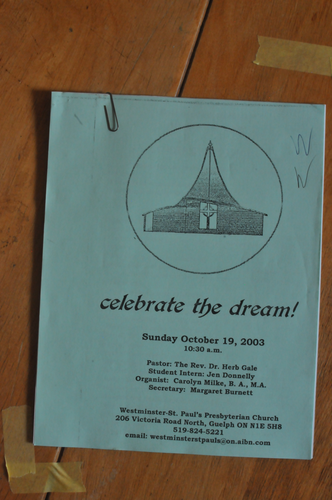 celebrate the dream!
Sunday October 19, 2003
10:30 a.m.
Pastor: The Rev. Dr. Herb Gale
Student Intern: Jen Donnelly
Organist: Carolyn Milke, B. A., M.A.
Secretary: Margaret Burnett
Westminster-St. Paul's Presbyterian Church
206 Victoria Road North, Guelph ON N1E 5H8
519-824-5221
email: westminsterstpauls@on.aibn.com